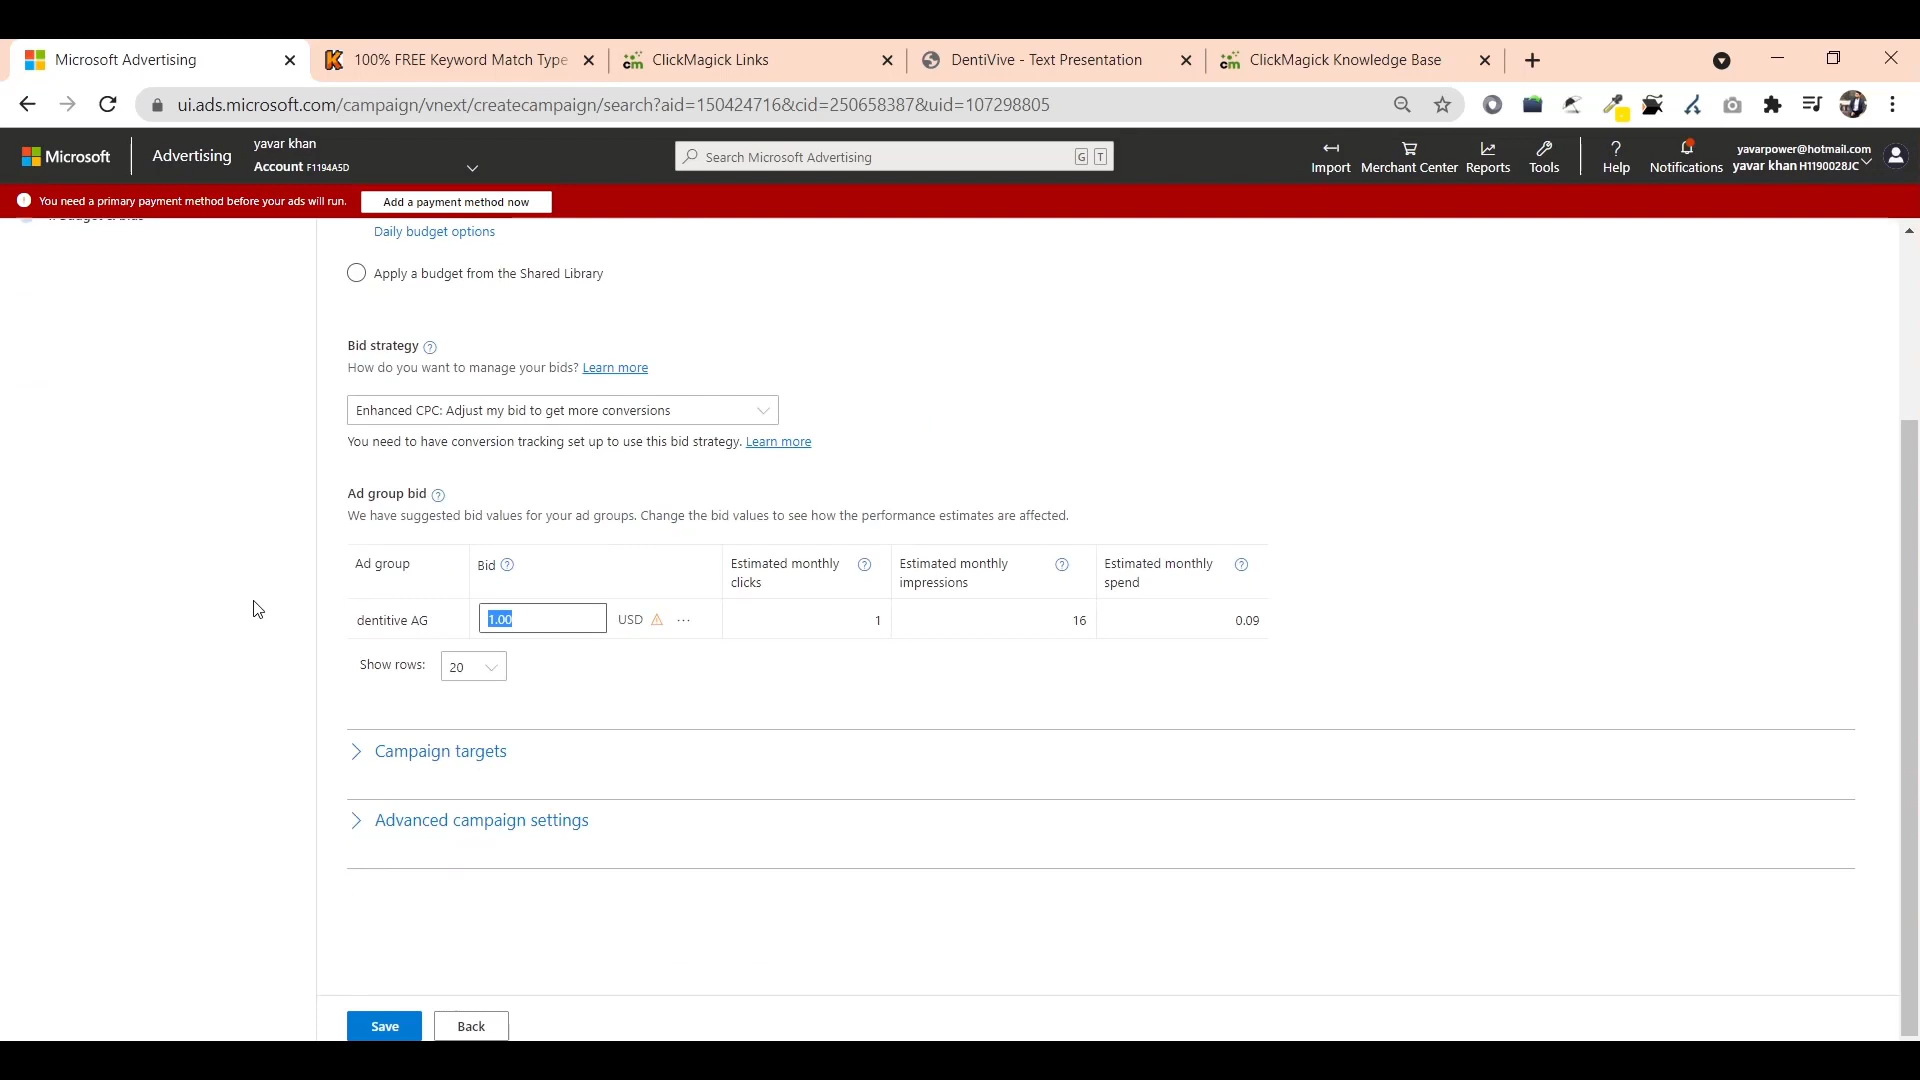 Microsoft Advertising
100% FREE Keyword Match Type
ClickMagick Links
DentiVive - Text Presentation
ClickMagick Knowledge Base
ui.ads.microsoft.com/campaign/vnext/createcampaign/search?aid=150424716&cid=250658387&uid=107298805
Microsoft
Advertising
yavar khan
Account F1194A5D
Search Microsoft Advertising
G T
Import
Merchant Center
Reports
Tools
Help
Notifications
yavarpower@hotmail.com
yavar khan H1190028JC
You need a primary payment method before your ads will run.
Add a payment method now
Daily budget options
Apply a budget from the Shared Library
Bid strategy
How do you want to manage your bids? Learn more
Enhanced CPC: Adjust my bid to get more conversions
You need to have conversion tracking set up to use this bid strategy. Learn more
Ad group bid
We have suggested bid values for your ad groups. Change the bid values to see how the performance estimates are affected.
Ad group
Bid
Estimated monthly
clicks
Estimated monthly
impressions
Estimated monthly
spend
dentitive AG
1.00
USD
...
1
16
0.09
Show rows:
20
Campaign targets
Advanced campaign settings
Save
Back